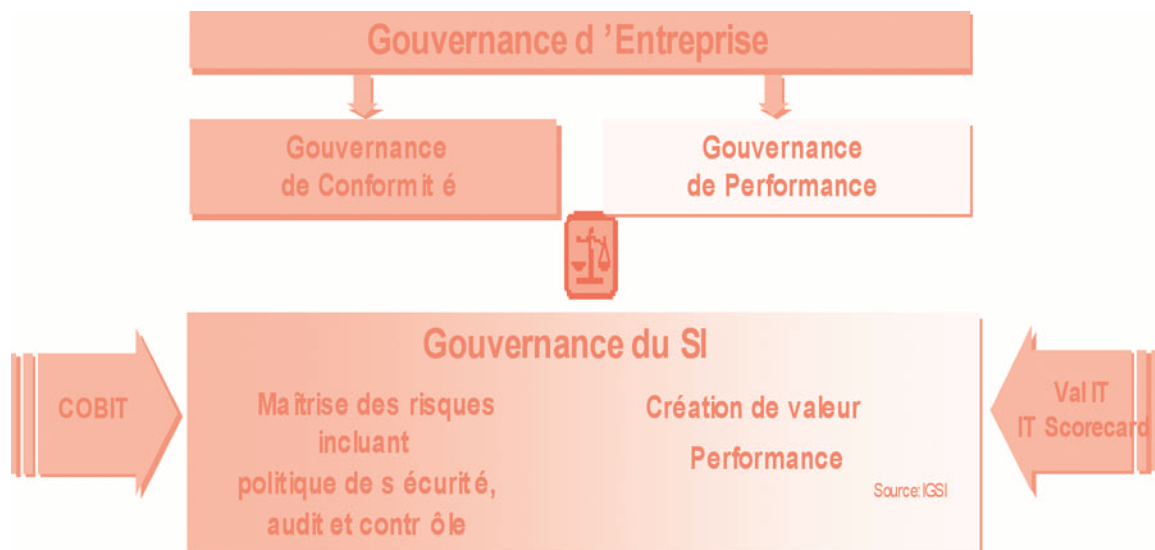 Gouvernance d ’Entreprise
Gouvernance
de Conformit é
Gouvernance
de Performance
Gouvernance du SI
COBIT
Maîtrise des risques
incluant
politique de s écurité,
audit et contr ôle
Création de valeur
Performance
Source: IGSI
Val IT
IT Scorecard